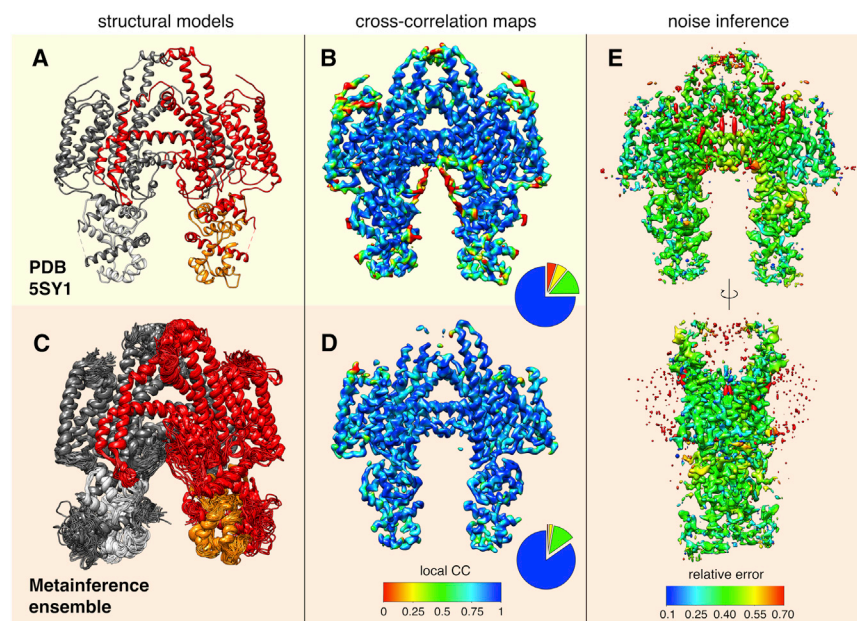 structural models
cross-correlation maps
noise inference
A
B
E
PDB
5SY1
C
D
Metainference
ensemble
local CC
0 0.25 0.5 0.75 1
relative error
0.1 0.25 0.40 0.55 0.70